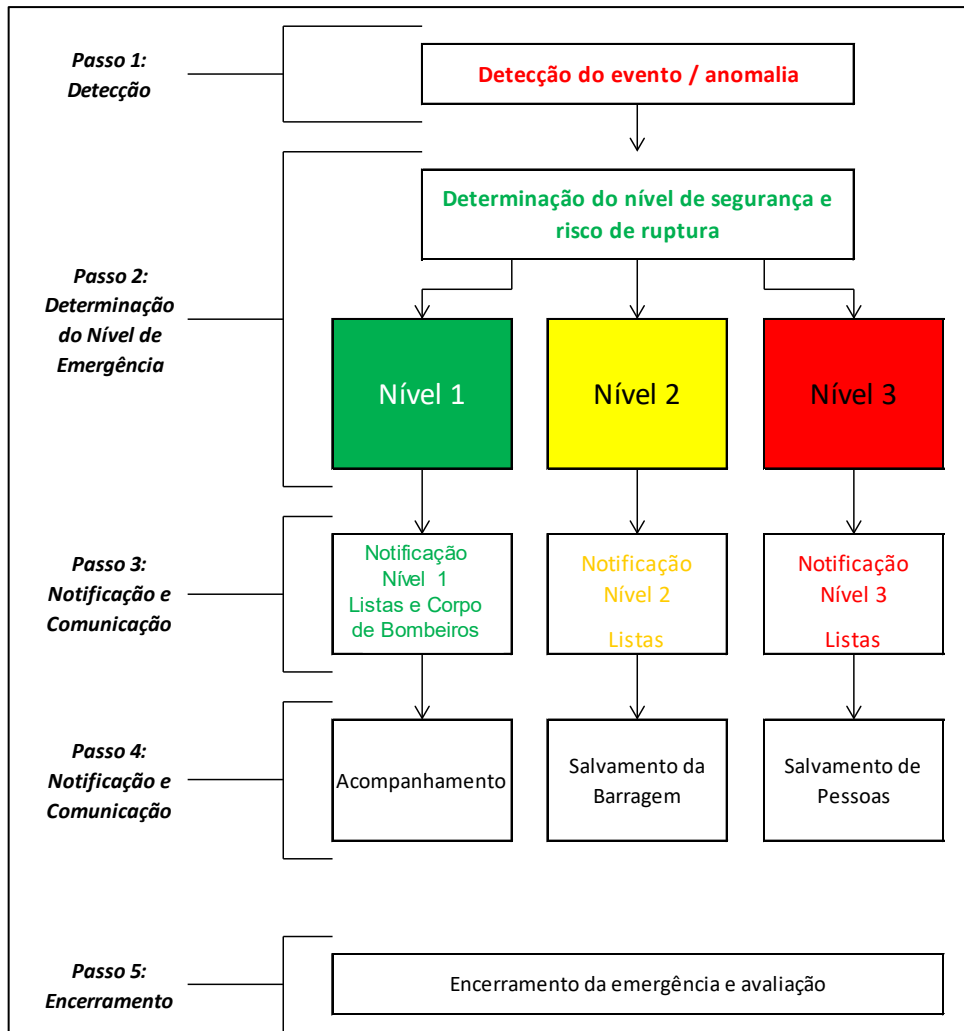 Passo 1:
Detecção
Detecção do evento / anomalia
Passo 2:
Determinação
do Nível de
Emergência
Determinação do nível de segurança e
risco de ruptura
Nível 1
Nível 2
Nível 3
Passo 3:
Notificação e
Comunicação
Notificação
Nível 1
Listas e Corpo
de Bombeiros
Notificação
Nível 2
Listas
Notificação
Nível 3
Listas
Passo 4:
Notificação e
Comunicação
Acompanhamento
Salvamento da
Barragem
Salvamento de
Pessoas
Passo 5:
Encerramento
Encerramento da emergência e avaliação